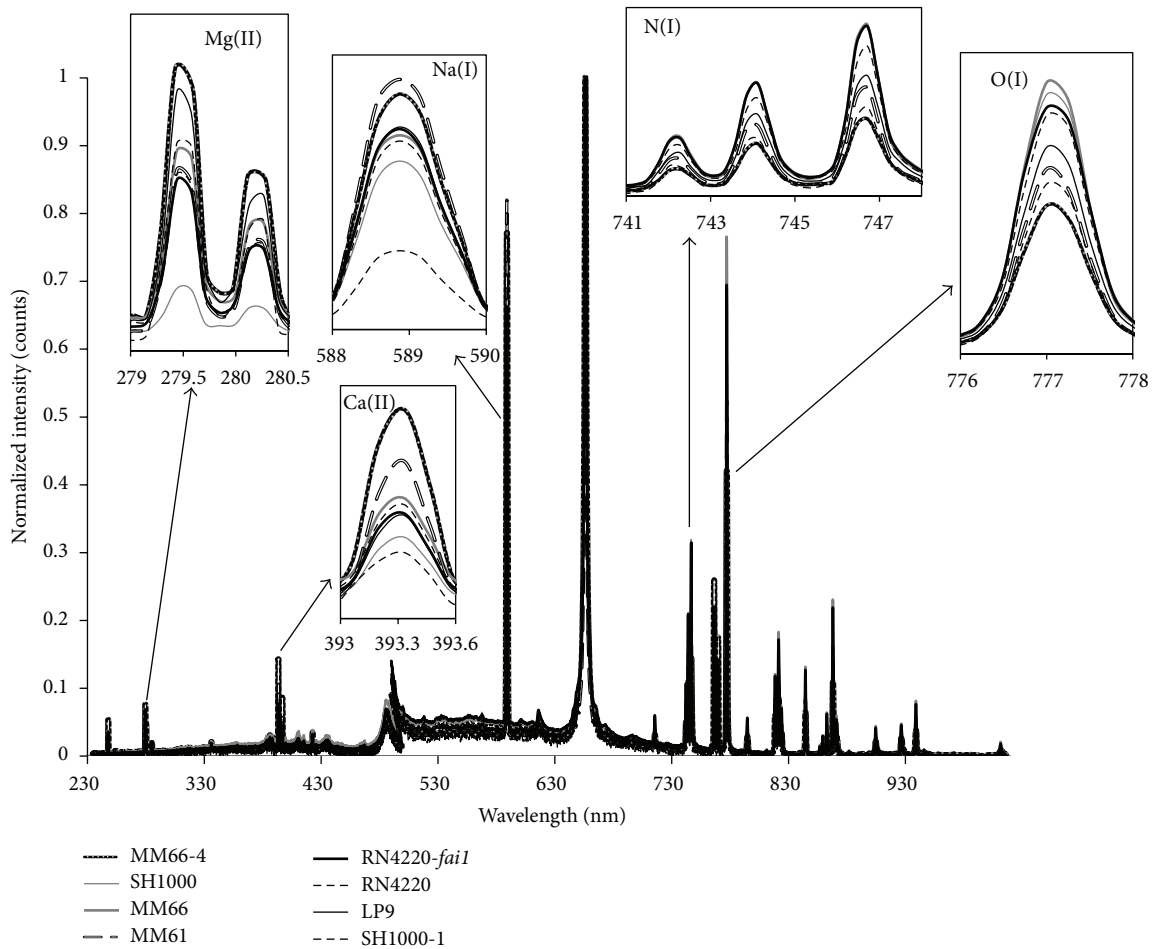 Mg(II)
279 279.5 280 280.5
Na(I)
588 589 590
Ca(II)
393 393.3 393.6
N(I)
741 743 745 747
O(I)
776 777 778
Normalized intensity (counts)
1
0.9
0.8
0.7
0.6
0.5
0.4
0.3
0.2
0.1
0
230 330 430 530 630 730 830 930
Wavelength (nm)
MM66-4
SH1000
MM66
MM61
RN4220-fai1
RN4220
LP9
SH1000-1